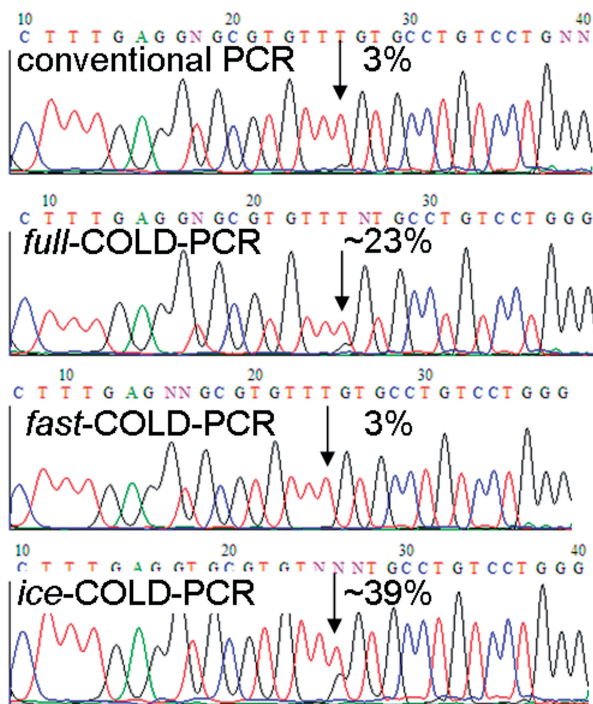 10 20 30 40
C T T T G A G G N G C G T G T T T G T G C C T G T C C T G N N
conventional PCR 3%
10 20 30
C T T T G A G G N G C G T G T T T N T G C C T G T C C T G G G
full-COLD-PCR ~23%
10 20 30
C T T T G A G N N G C G T G T T T G T G C C T G T C C T G G G
fast-COLD-PCR 3%
10 20 30 40
C T T T G A G G T G C G T G T N N N T G C C T G T C C T G G G
ice-COLD-PCR ~39%